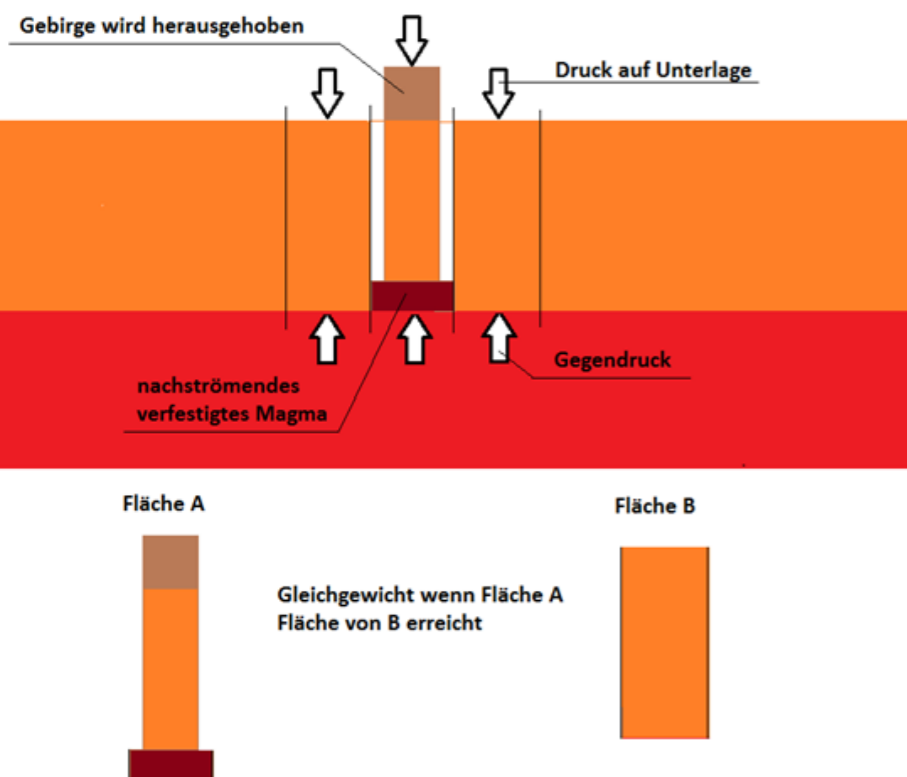 Gebirge wird herausgehoben
Druck auf Unterlage
Gegendruck
nachströmendes
verfestigtes Magma
Fläche A
Fläche B
Gleichgewicht wenn Fläche A
Fläche von B erreicht